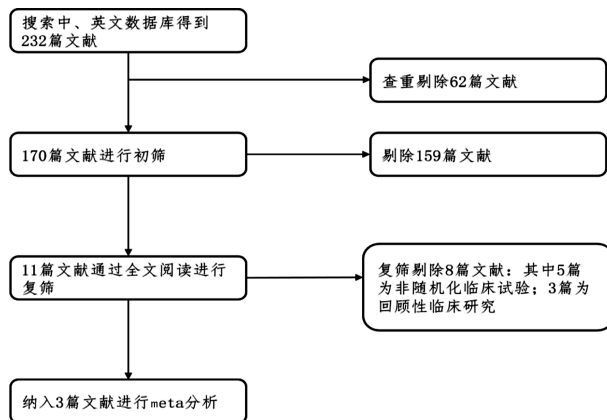 搜索中、英文数据库得到
232篇文献
查重剔除62篇文献
170篇文献进行初筛
剔除159篇文献
11篇文献通过全文阅读进行
复筛
复筛剔除8篇文献：其中5篇
为非随机化临床试验；3篇为
回顾性临床研究
纳入3篇文献进行meta分析